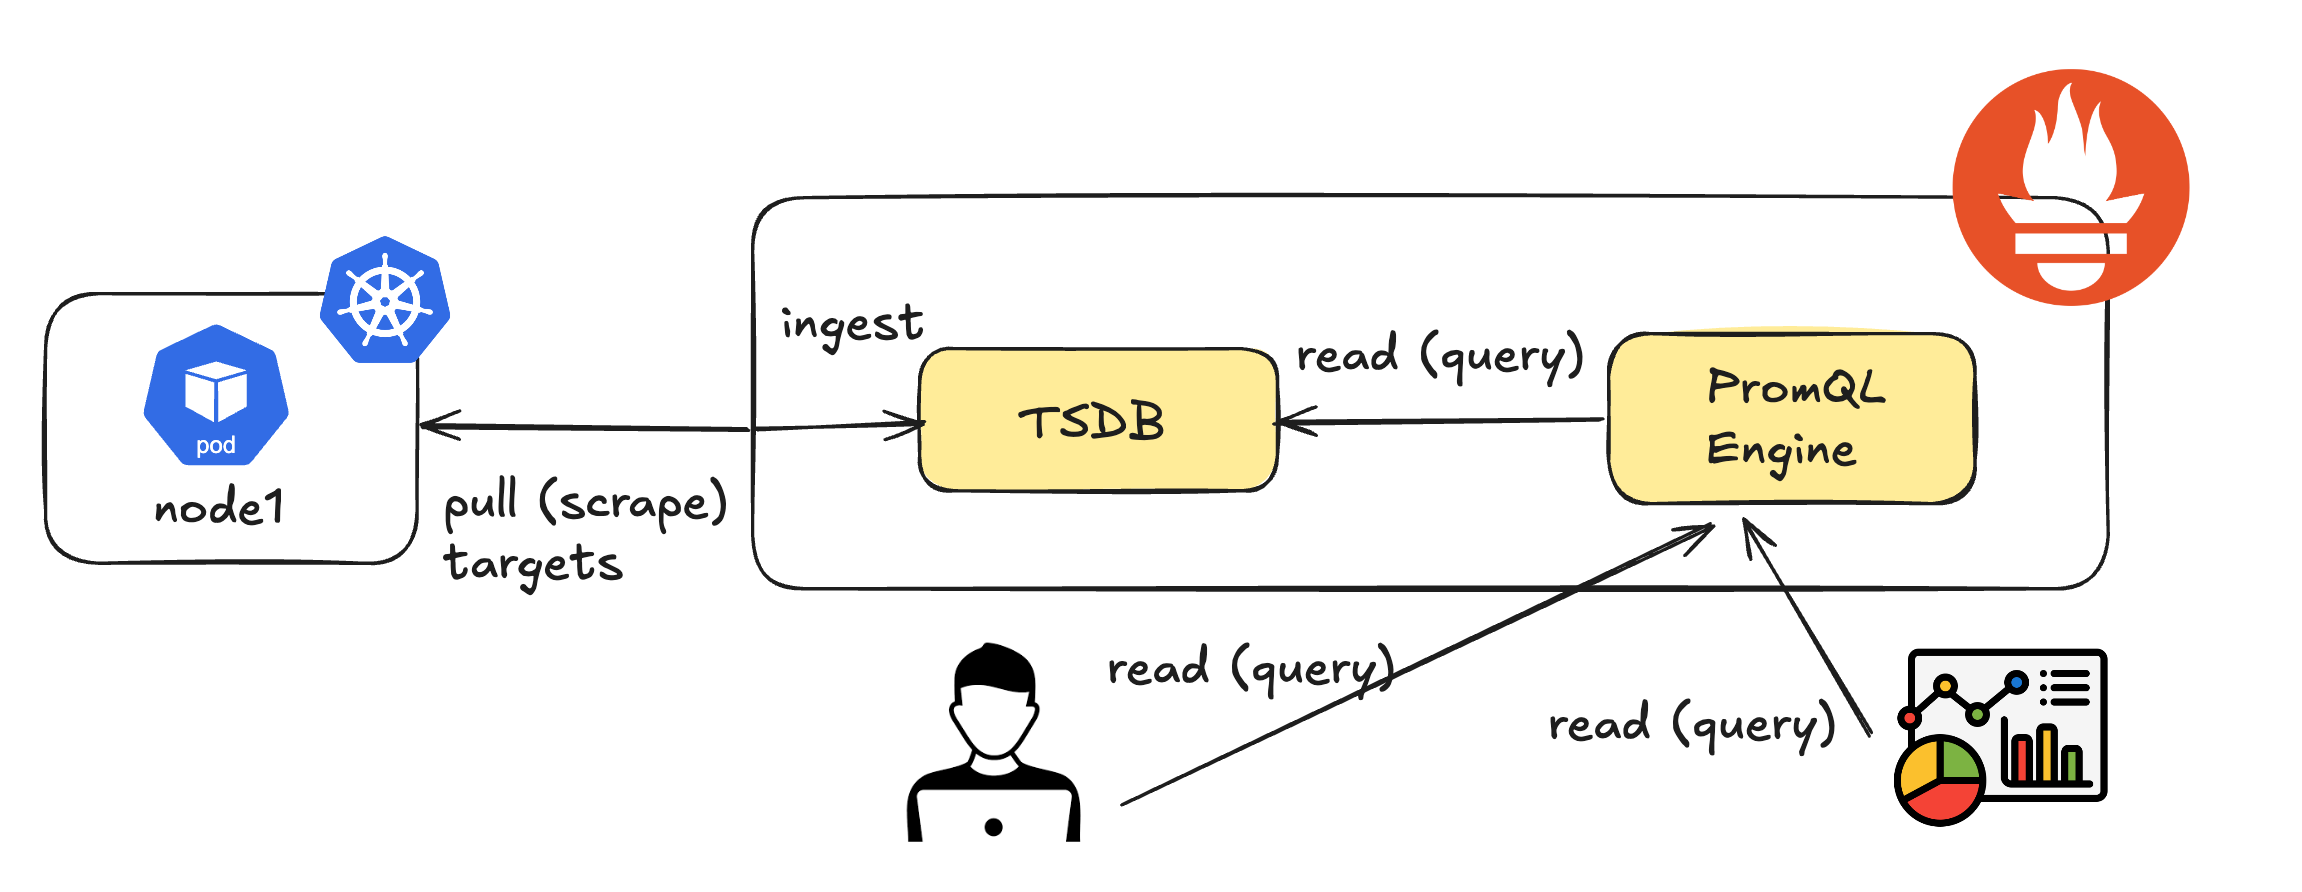 pod
node1
pull (scrape)
targets
ingest
TSDB
read (query)
PromQL
Engine
read (query)
read (query)